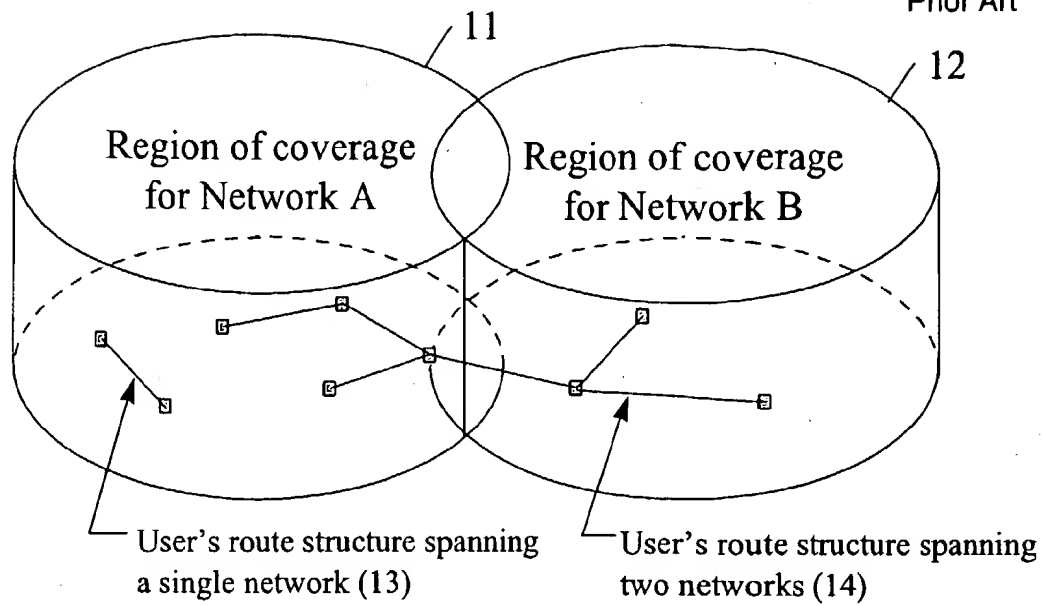 Prior Art
11
12
Region of coverage
for Network A
Region of coverage
for Network B
User's route structure spanning
a single network (13)
User's route structure spanning
two networks (14)